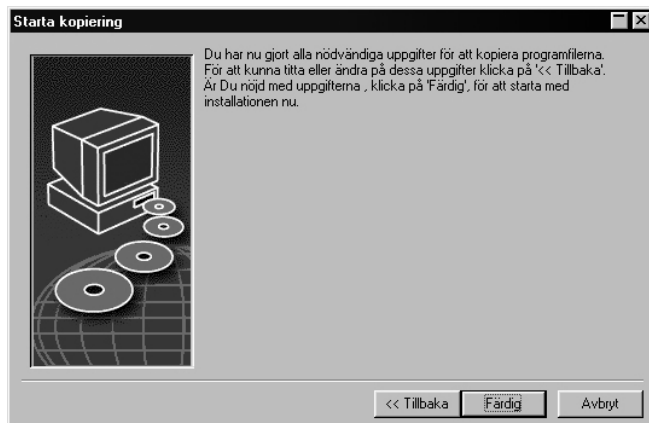 Starta kopiering
Du har nu gjort alla nödvändiga uppgifter för att kopiera programfilerna.
För att kunna titta eller ändra på dessa uppgifter klicka på '<< Tillbaka'.
Är Du nöjd med uppgifterna , klicka på 'Färdig', för att starta med
installationen nu.
<< Tillbaka
Färdig
Avbryt